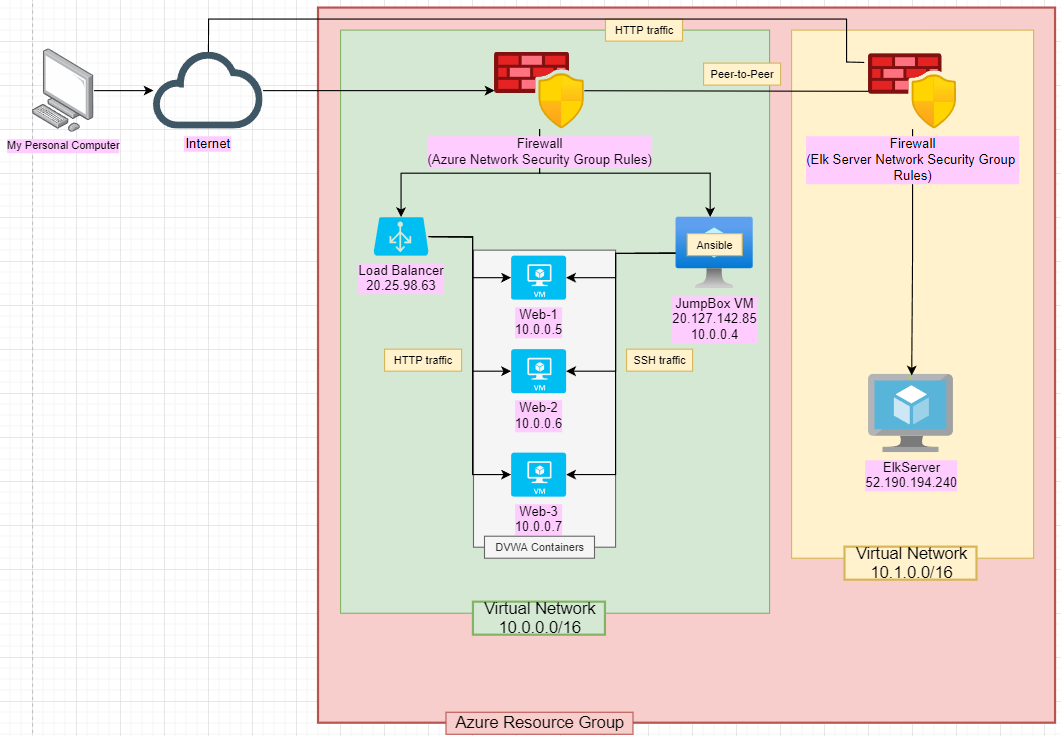 HTTP traffic
Peer-to-Peer
My Personal Computer
Internet
Firewall
(Azure Network Security Group Rules)
Firewall
(Elk Server Network Security Group
Rules)
Load Balancer
20.25.98.63
Ansible
JumpBox VM
20.127.142.85
10.0.0.4
VM
Web-1
10.0.0.5
HTTP traffic
SSH traffic
VM
Web-2
10.0.0.6
VM
Web-3
10.0.0.7
DVWA Containers
ElkServer
52.190.194.240
Virtual Network
10.1.0.0/16
Virtual Network
10.0.0.0/16
Azure Resource Group